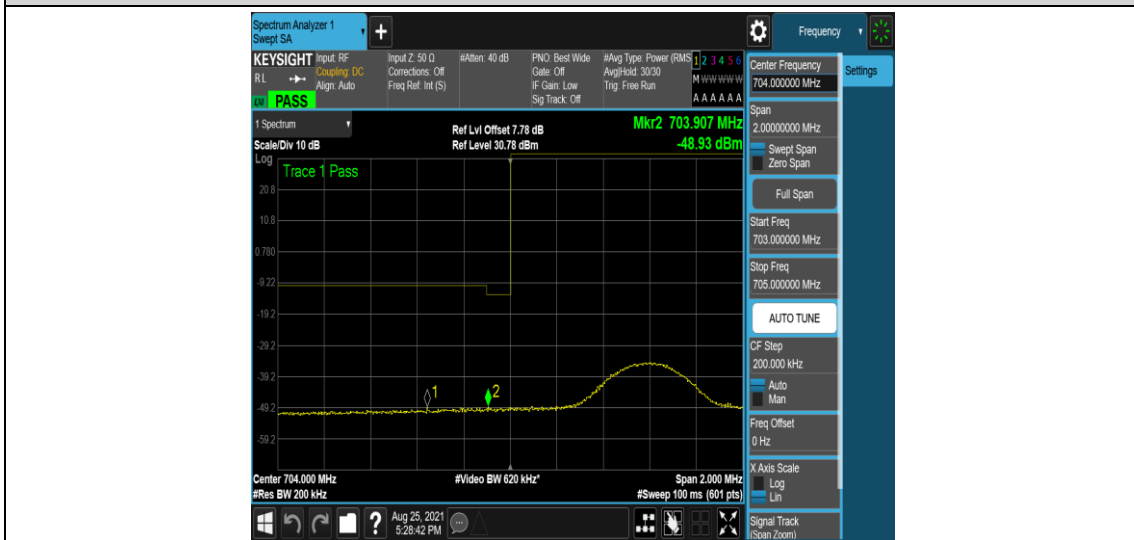 Spectrum Analyzer 1
Swept SA
+
Frequency
KEYSIGHT
RL
LXI
PASS
Input: RF
Coupling: DC
Align: Auto
Input Z: 50 Ω
Corrections: Off
Freq Ref: Int (S)
#Atten: 40 dB
PNO: Best Wide
Gate: Off
IF Gain: Low
Sig Track: Off
#Avg Type: Power (RMS
Avg|Hold: 30/30
Trig: Free Run
1 2 3 4 5 6
M W W W W W
A A A A A A
1 Spectrum
Scale/Div 10 dB
Ref Lvl Offset 7.78 dB
Ref Level 30.78 dBm
Mkr2 703.907 MHz
-48.93 dBm
Log
Trace 1 Pass
20.8
10.8
0.780
-9.22
-19.2
-29.2
-39.2
-49.2
-59.2
1
2
Center 704.000 MHz
#Video BW 620 kHz*
Span 2.000 MHz
#Res BW 200 kHz
#Sweep 100 ms (601 pts)
Center Frequency
704.000000 MHz
Settings
Span
2.00000000 MHz
Swept Span
Zero Span
Full Span
Start Freq
703.000000 MHz
Stop Freq
705.000000 MHz
AUTO TUNE
CF Step
200.000 kHz
Auto
Man
Freq Offset
0 Hz
X Axis Scale
Log
Lin
Signal Track
(Span Zoom)
?
Aug 25, 2021
5:28:42 PM